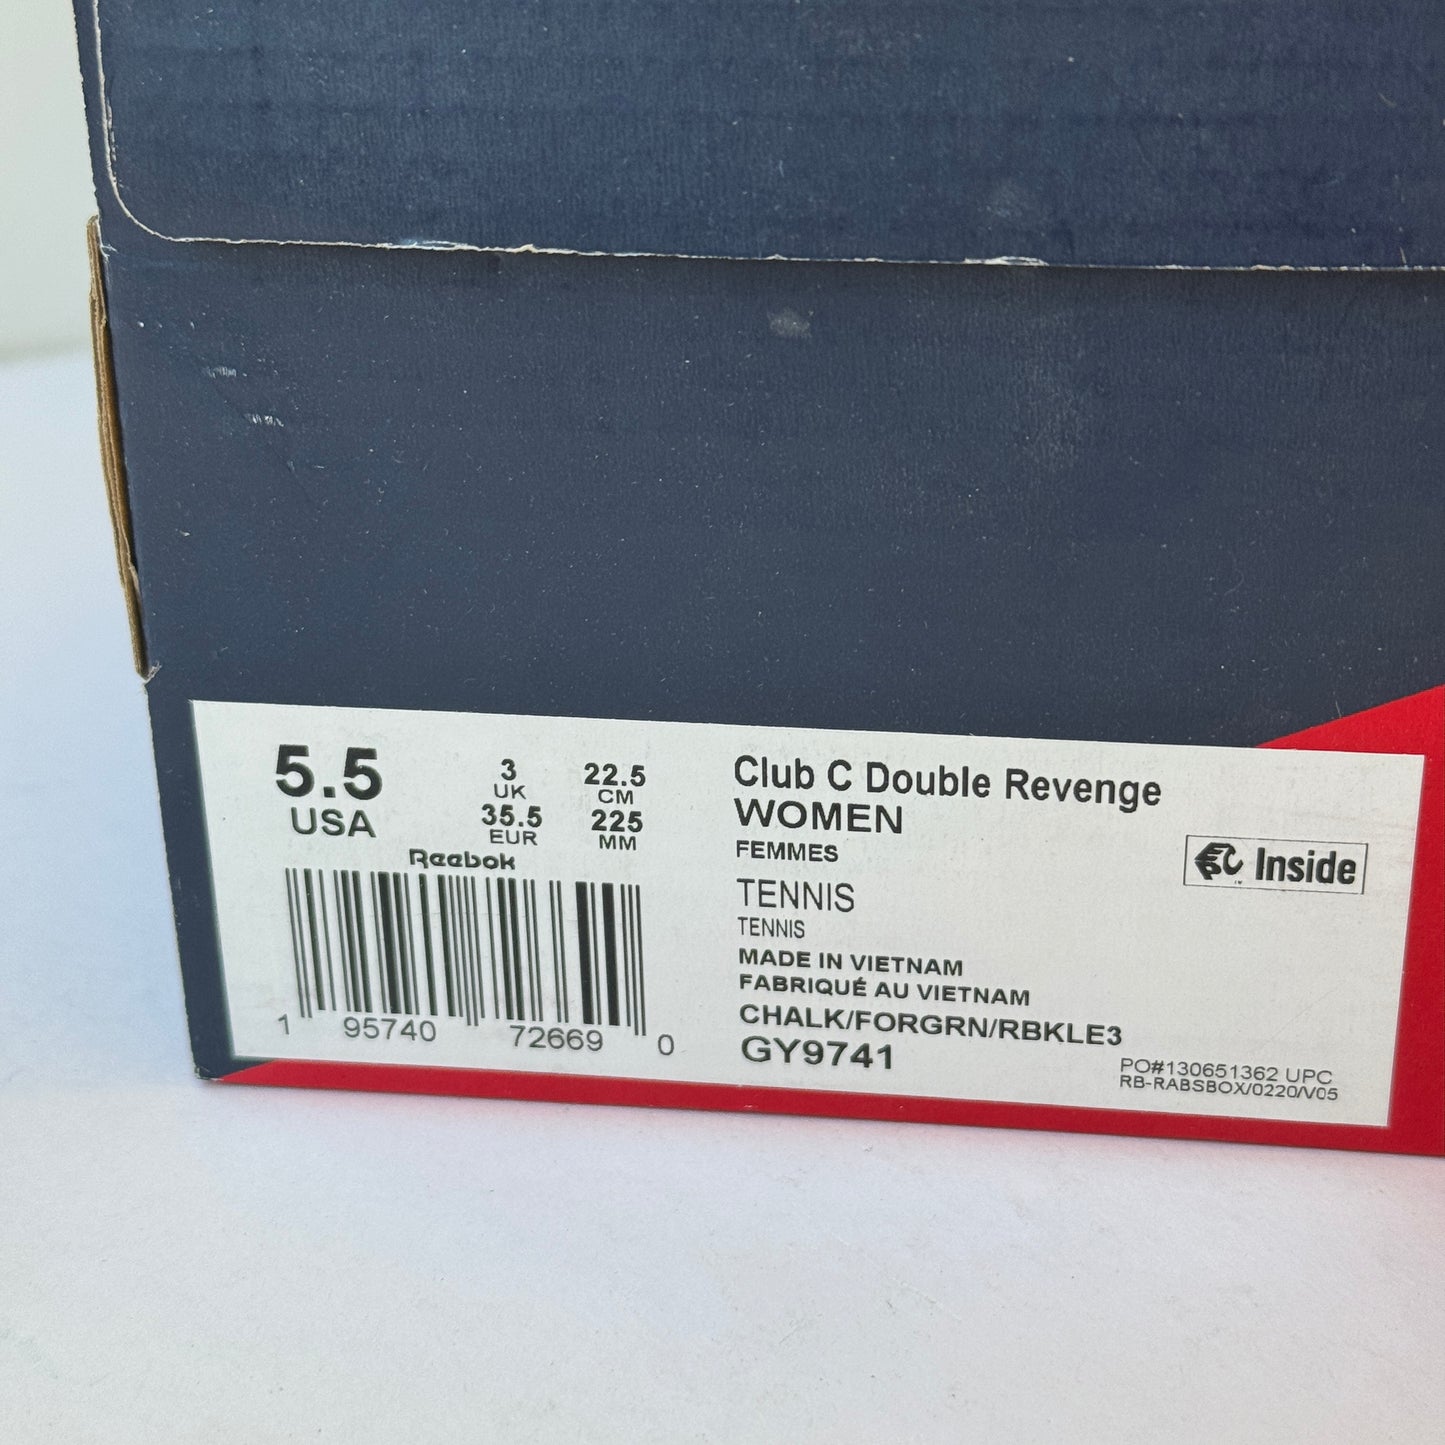 5.5
USA
3
UK
35.5
EUR
22.5
CM
225
MM
Reebok
1 95740 72669 0
Club C Double Revenge
WOMEN
FEMMES
TENNIS
TENNIS
MADE IN VIETNAM
FABRIQUÉ AU VIETNAM
CHALK/FORGRN/RBKLE3
GY9741
Inside
PO#130651362 UPC
RB-RABSBOX/0220/V05